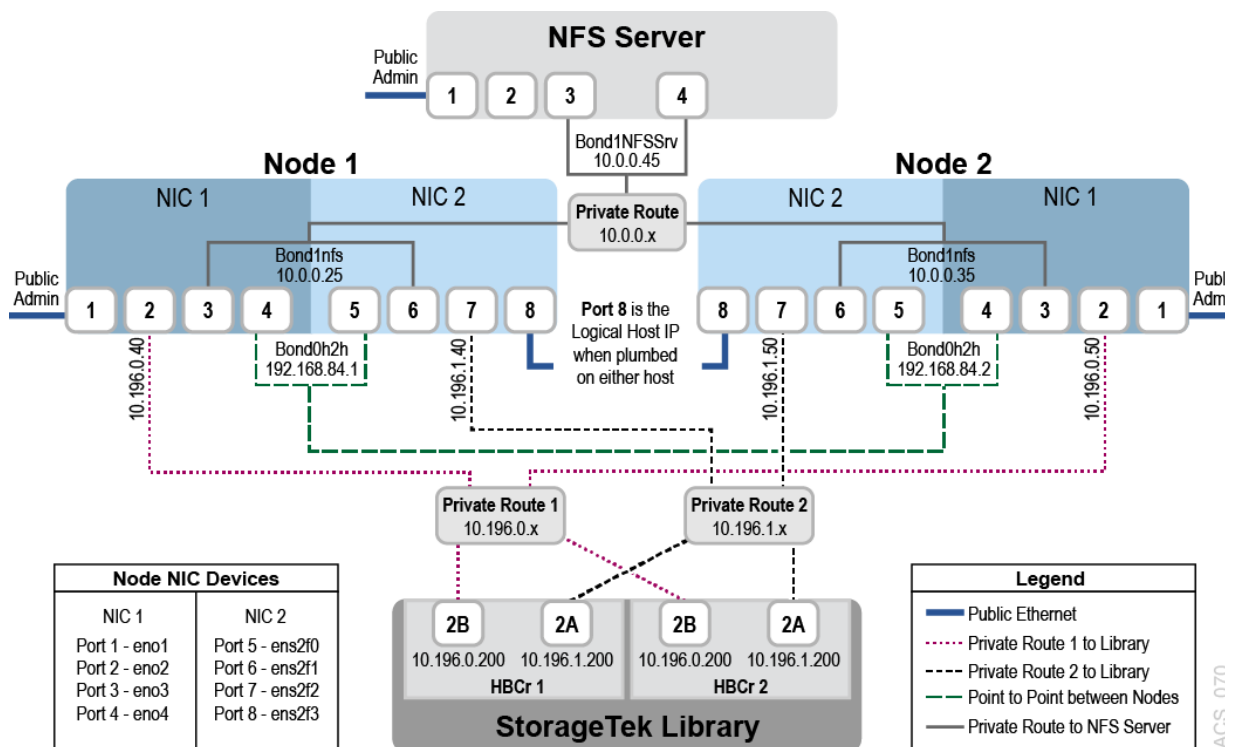 NFS Server
Public
Admin
1 2 3 4
Bond1NFSSrv
10.0.0.45
Node 1
Node 2
NIC 1
NIC 2
NIC 2
NIC 1
Private Route
10.0.0.x
Bond1nfs
10.0.0.25
Bond1nfs
10.0.0.35
Public
Admin
1 2 3 4 5 6 7 8
Port 8 is the
Logical Host IP
when plumbed
on either host
8 7 6 5 4 3 2 1
Publ
Adm
10.196.0.40
Bond0h2h
192.168.84.1
10.196.1.40
10.196.1.50
Bond0h2h
192.168.84.2
10.196.0.50
Private Route 1
10.196.0.x
Private Route 2
10.196.1.x
Node NIC Devices
NIC 1
Port 1 - eno1
Port 2 - eno2
Port 3 - eno3
Port 4 - eno4
NIC 2
Port 5 - ens2f0
Port 6 - ens2f1
Port 7 - ens2f2
Port 8 - ens2f3
2B 2A 2B 2A
10.196.0.200 10.196.1.200 10.196.0.200 10.196.1.200
HBCr 1 HBCr 2
StorageTek Library
Legend
Public Ethernet
Private Route 1 to Library
Private Route 2 to Library
Point to Point between Nodes
Private Route to NFS Server
ACS_070